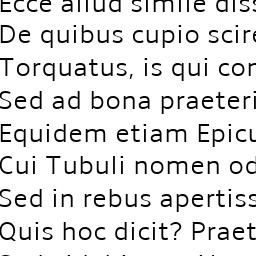 Ecce aliud simile diss
De quibus cupio scire
Torquatus, is qui con
Sed ad bona praeteri
Equidem etiam Epicu
Cui Tubuli nomen od
Sed in rebus apertiss
Quis hoc dicit? Praet